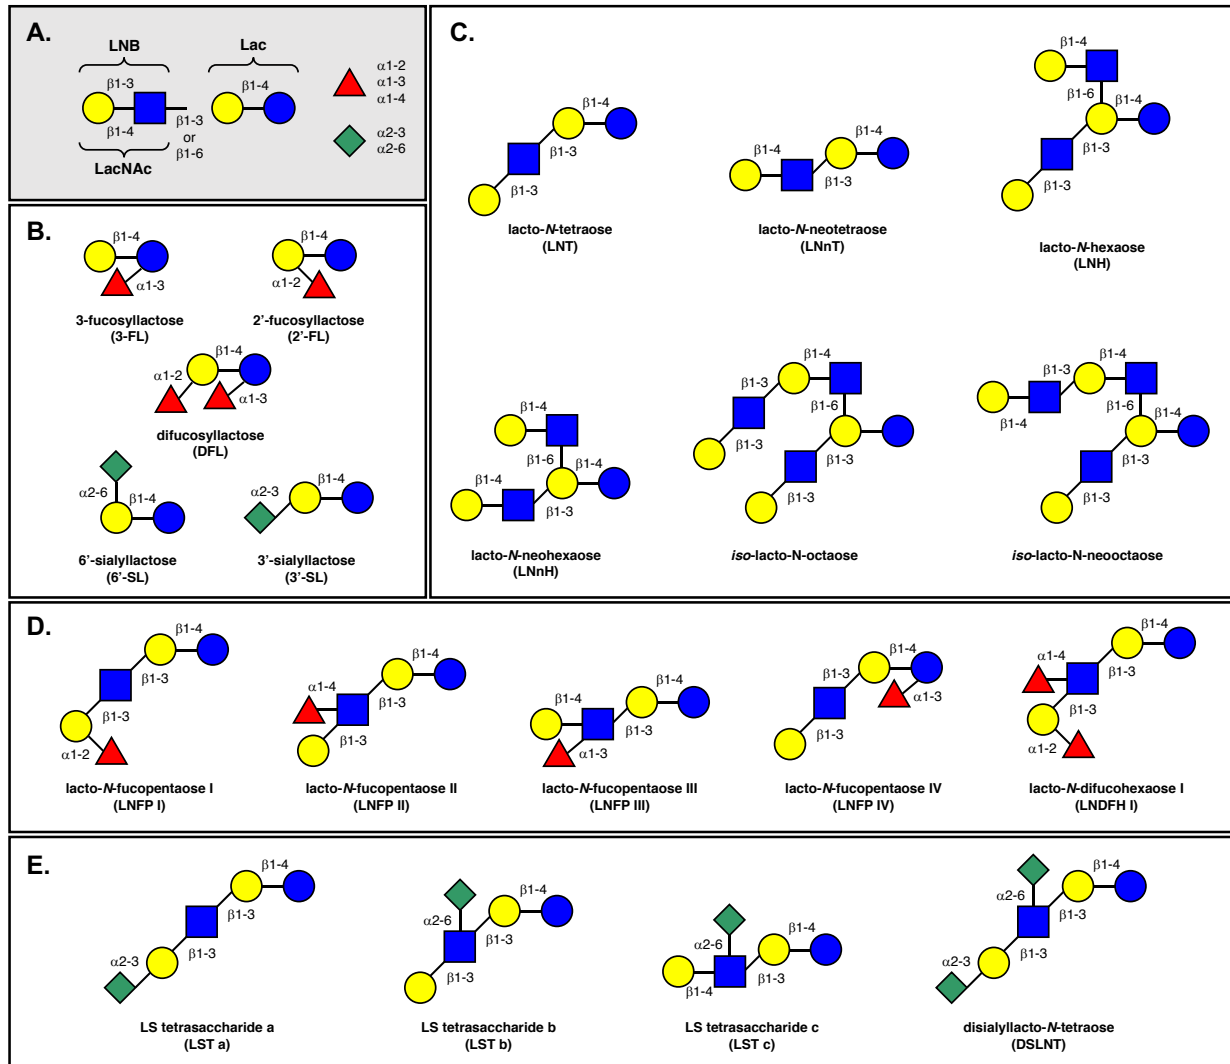 A.
LNB
Lac
β1-3
β1-4
β1-4
LacNAc
β1-3
or
β1-6
α1-2
α1-3
α1-4
α2-3
α2-6
B.
β1-4
α1-3
3-fucosyllactose
(3-FL)
β1-4
α1-2
2’-fucosyllactose
(2’-FL)
β1-4
α1-2
α1-3
difucosyllactose
(DFL)
α2-6
β1-4
6’-sialyllactose
(6’-SL)
α2-3
β1-4
3’-sialyllactose
(3’-SL)
C.
β1-4
β1-3
β1-3
lacto-N-tetraose
(LNT)
β1-4
β1-4
β1-3
lacto-N-neotetraose
(LNnT)
β1-4
β1-6
β1-4
β1-3
β1-3
lacto-N-hexaose
(LNH)
β1-4
β1-6
β1-4
β1-4
β1-3
lacto-N-neohexaose
(LNnH)
β1-4
β1-3
β1-6
β1-3
β1-3
iso-lacto-N-octaose
β1-4
β1-3
β1-6
β1-4
β1-4
β1-3
iso-lacto-N-neooctaose
D.
β1-4
β1-3
β1-3
α1-2
lacto-N-fucopentaose I
(LNFP I)
β1-4
α1-4
β1-3
β1-3
lacto-N-fucopentaose II
(LNFP II)
β1-4
β1-4
β1-3
α1-3
lacto-N-fucopentaose III
(LNFP III)
β1-4
β1-3
α1-3
β1-3
lacto-N-fucopentaose IV
(LNFP IV)
β1-4
α1-4
β1-3
β1-3
α1-2
lacto-N-difucohexaose I
(LNDFH I)
E.
β1-4
β1-3
β1-3
α2-3
LS tetrasaccharide a
(LST a)
β1-4
α2-6
β1-3
β1-3
LS tetrasaccharide b
(LST b)
α2-6
β1-4
β1-4
β1-3
LS tetrasaccharide c
(LST c)
β1-4
α2-6
β1-3
β1-3
α2-3
disialyllacto-N-tetraose
(DSLNT)